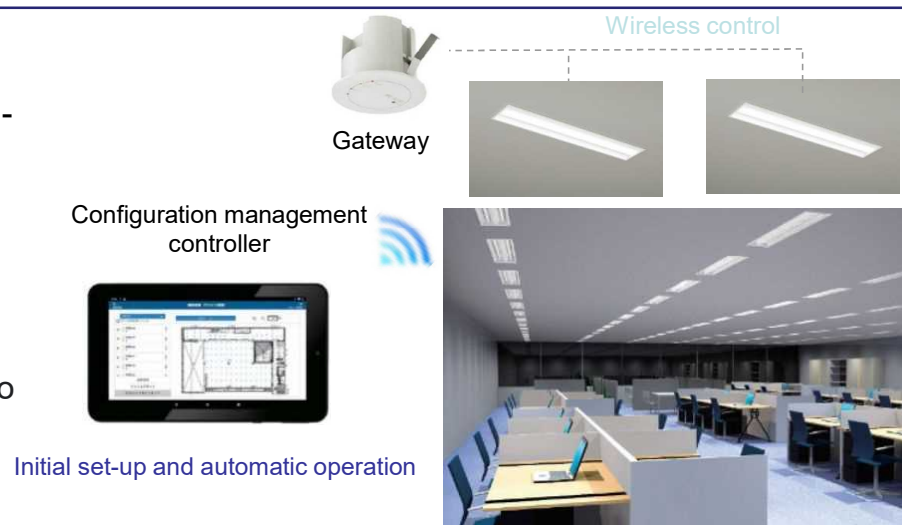 Wireless control
-
Gateway
Configuration management
controller
o
Initial set-up and automatic operation